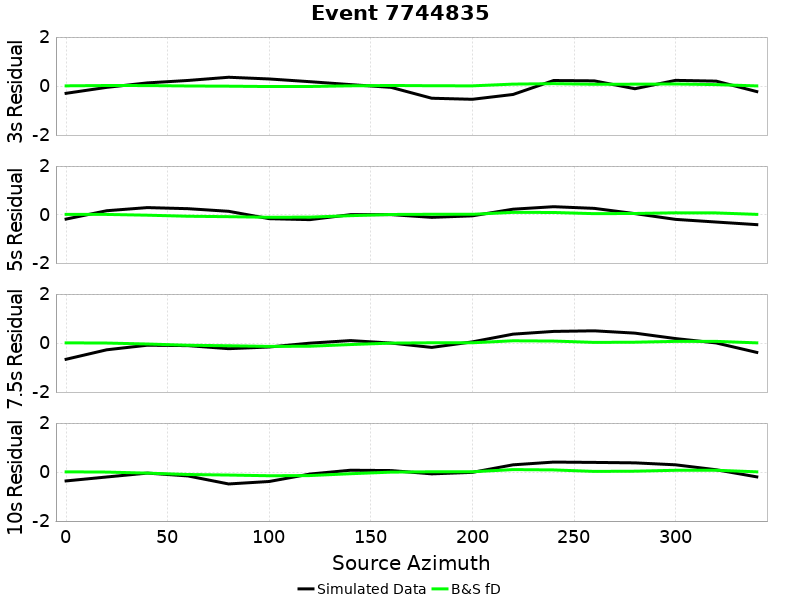 Event 7744835
3s Residual
2
0
-2
5s Residual
2
0
-2
7.5s Residual
2
0
-2
10s Residual
2
0
-2
0 50 100 150 200 250 300
Source Azimuth
Simulated Data B&S fD